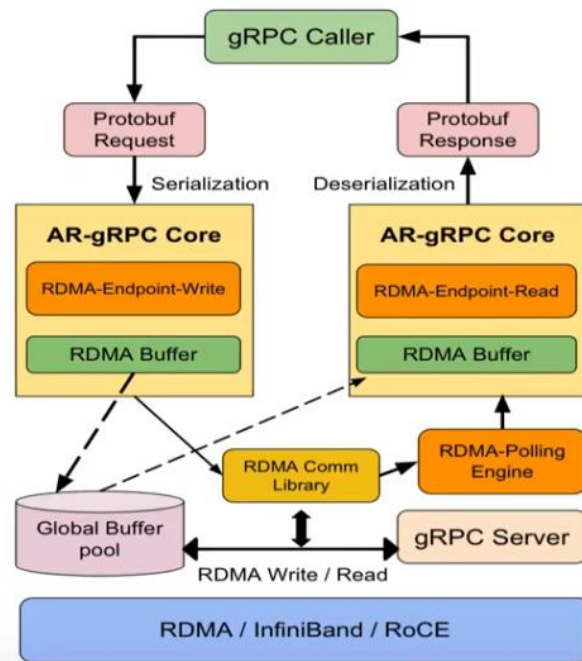 gRPC Caller
Protobuf
Request
Protobuf
Response
Serialization
Deserialization
AR-gRPC Core
AR-gRPC Core
RDMA-Endpoint-Write
RDMA-Endpoint-Read
RDMA Buffer
RDMA Buffer
RDMA Comm
Library
RDMA-Polling
Engine
Global Buffer
pool
gRPC Server
RDMA Write / Read
RDMA / InfiniBand / RoCE